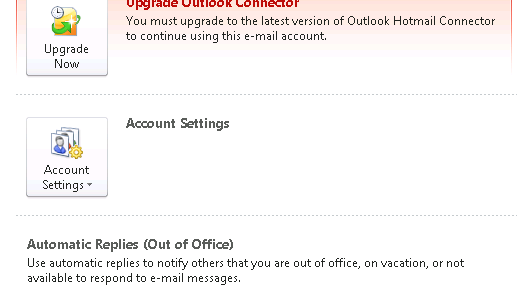 Upgrade Outlook Connector
You must upgrade to the latest version of Outlook Hotmail Connector
to continue using this e-mail account.
Upgrade
Now
Account Settings
Account
Settings
Automatic Replies (Out of Office)
Use automatic replies to notify others that you are out of office, on vacation, or not
available to respond to e-mail messages.